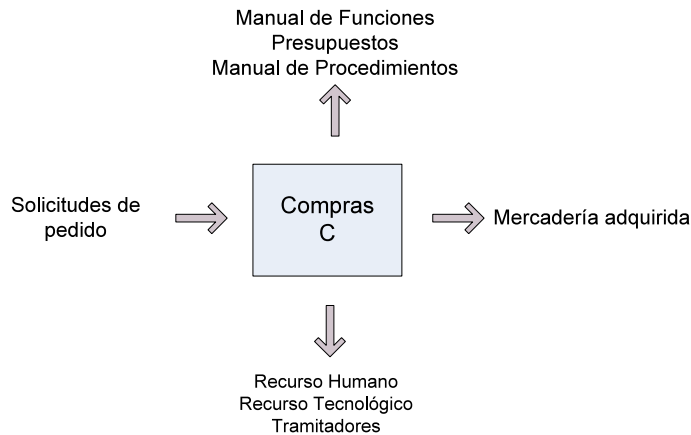 Manual de Funciones
Presupuestos
Manual de Procedimientos
Solicitudes de
pedido
Compras
C
Mercadería adquirida
Recurso Humano
Recurso Tecnológico
Tramitadores